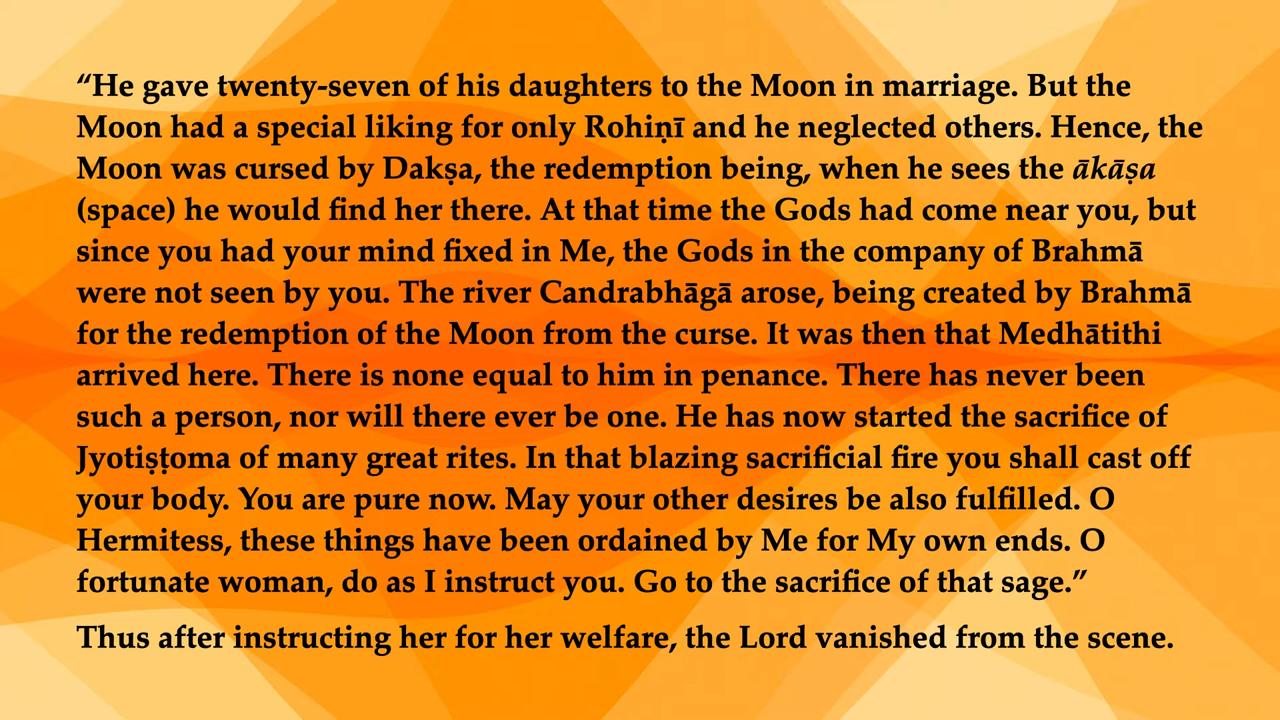 “He gave twenty-seven of his daughters to the Moon in marriage. But the
Moon had a special liking for only Rohiṇī and he neglected others. Hence, the
Moon was cursed by Dakṣa, the redemption being, when he sees the ākāṣa
(space) he would find her there. At that time the Gods had come near you, but
since you had your mind fixed in Me, the Gods in the company of Brahmā
were not seen by you. The river Candrabhāgā arose, being created by Brahmā
for the redemption of the Moon from the curse. It was then that Medhātithi
arrived here. There is none equal to him in penance. There has never been
such a person, nor will there ever be one. He has now started the sacrifice of
Jyotiṣṭoma of many great rites. In that blazing sacrificial fire you shall cast off
your body. You are pure now. May your other desires be also fulfilled. O
Hermitess, these things have been ordained by Me for My own ends. O
fortunate woman, do as I instruct you. Go to the sacrifice of that sage.”
Thus after instructing her for her welfare, the Lord vanished from the scene.